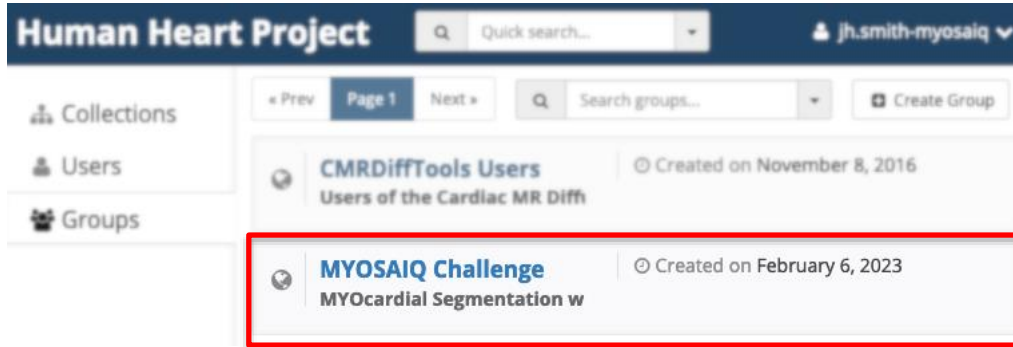 Human Heart Project
Quick search...
jh.smith-myosaiq
Collections
Users
Groups
« Prev Page 1 Next »
Search groups...
Create Group
CMRDiffTools Users
Users of the Cardiac MR Diff
Created on November 8, 2016
MYOSAIQ Challenge
MYOcardial Segmentation w
Created on February 6, 2023